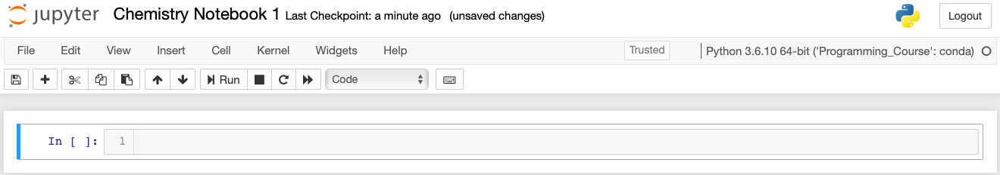 jupyter Chemistry Notebook 1 Last Checkpoint: a minute ago (unsaved changes) Logout
File Edit View Insert Cell Kernel Widgets Help Trusted Python 3.6.10 64-bit ('Programming_Course': conda)
Run Code
In [ ]: 1